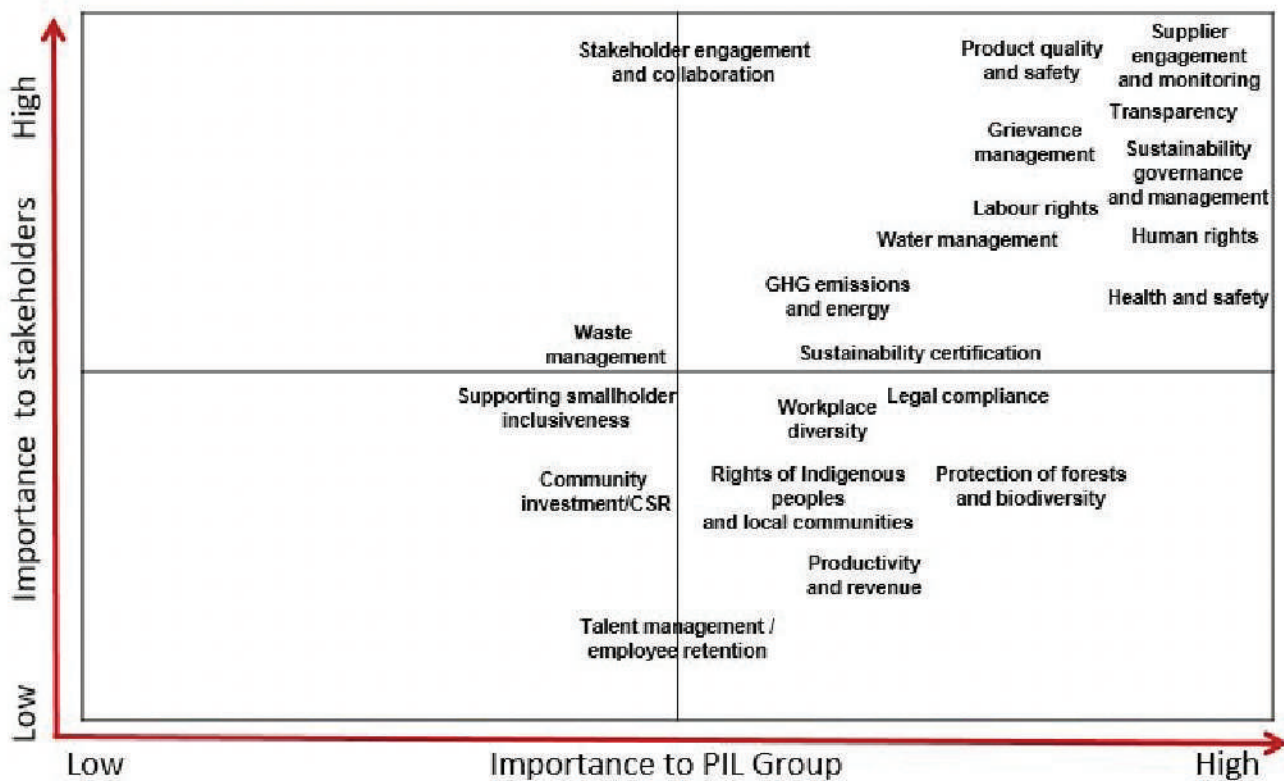 High
Importance to stakeholders
Low
Stakeholder engagement
and collaboration
Product quality
and safety
Supplier
engagement
and monitoring
Transparency
Grievance
management
Sustainability
governance
and management
Labour rights
Water management
Human rights
GHG emissions
and energy
Health and safety
Waste
management
Sustainability certification
Supporting smallholder
inclusiveness
Workplace
diversity
Legal compliance
Community
investment/CSR
Rights of Indigenous
peoples
and local communities
Protection of forests
and biodiversity
Productivity
and revenue
Talent management /
employee retention
Low
Importance to PIL Group
High